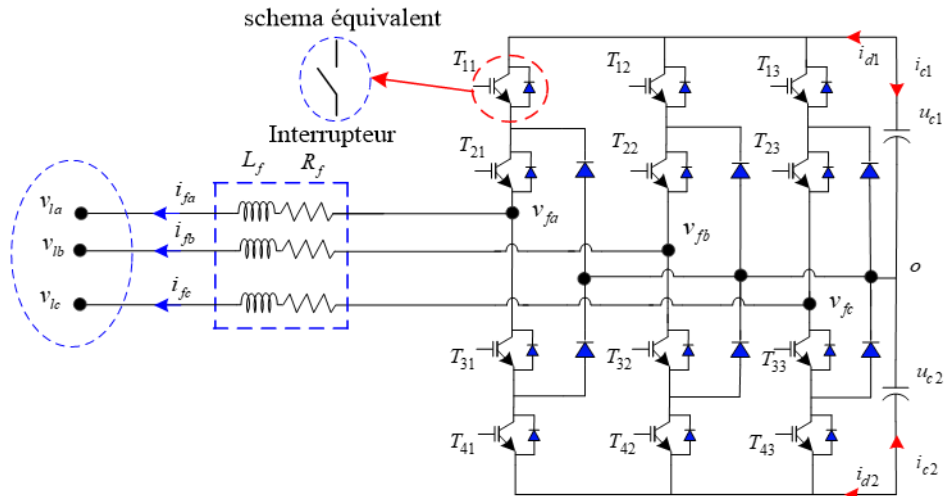 schema équivalent
T11
T12
T13
id1
ic1
uc1
Interrupteur
T21
T22
T23
Lf
Rf
vla
ifa
vfa
vlb
ifb
vfb
o
vlc
ifc
vfc
T31
T32
T33
uc2
T41
T42
T43
ic2
id2